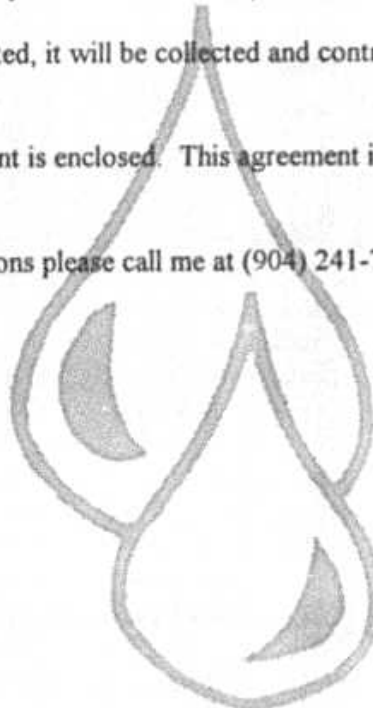 ted, it will be collected and contr
nt is enclosed. This agreement i
ons please call me at (904) 241-